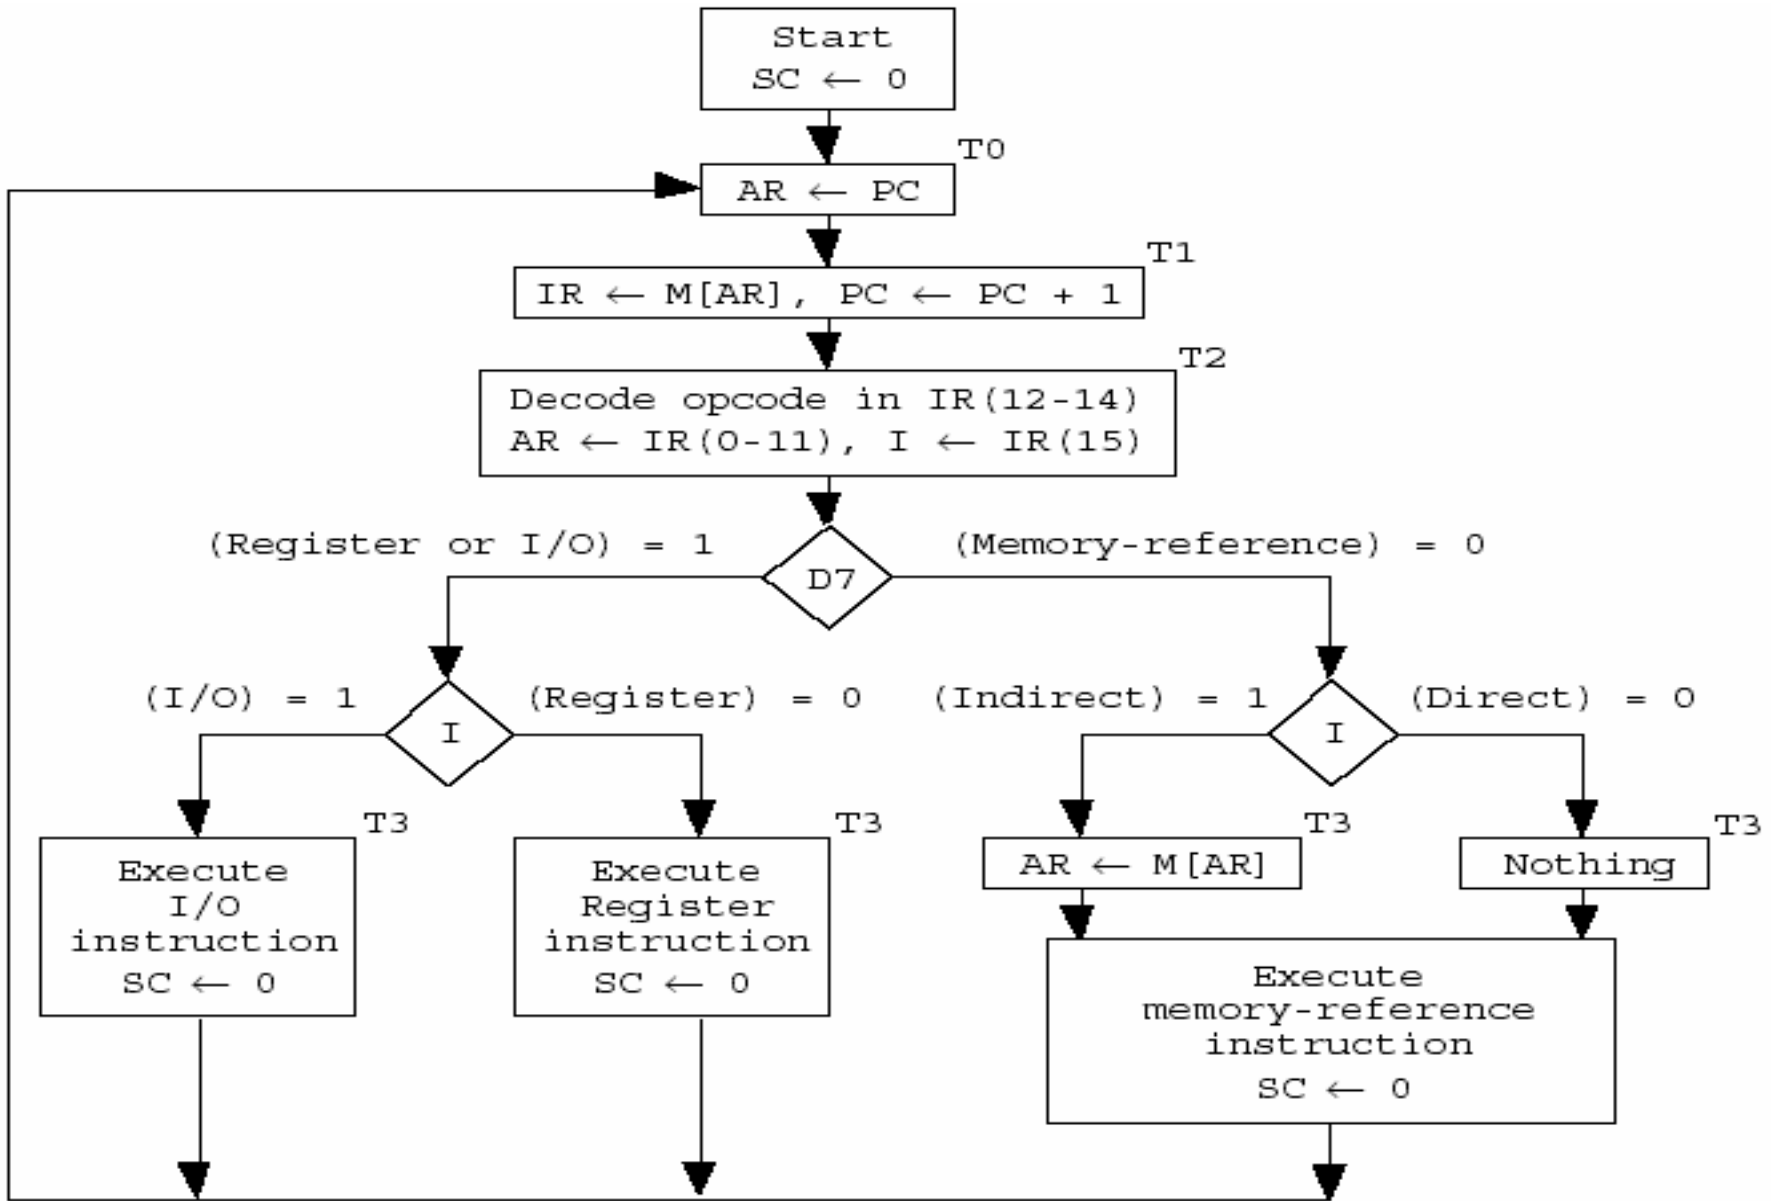 Start
SC ← 0
T0
AR ← PC
T1
IR ← M[AR], PC ← PC + 1
T2
Decode opcode in IR(12-14)
AR ← IR(0-11), I ← IR(15)
(Register or I/O) = 1
(Memory-reference) = 0
D7
(I/O) = 1
(Register) = 0
(Indirect) = 1
(Direct) = 0
I
I
T3
T3
T3
T3
Execute
I/O
instruction
SC ← 0
Execute
Register
instruction
SC ← 0
AR ← M[AR]
Nothing
Execute
memory-reference
instruction
SC ← 0